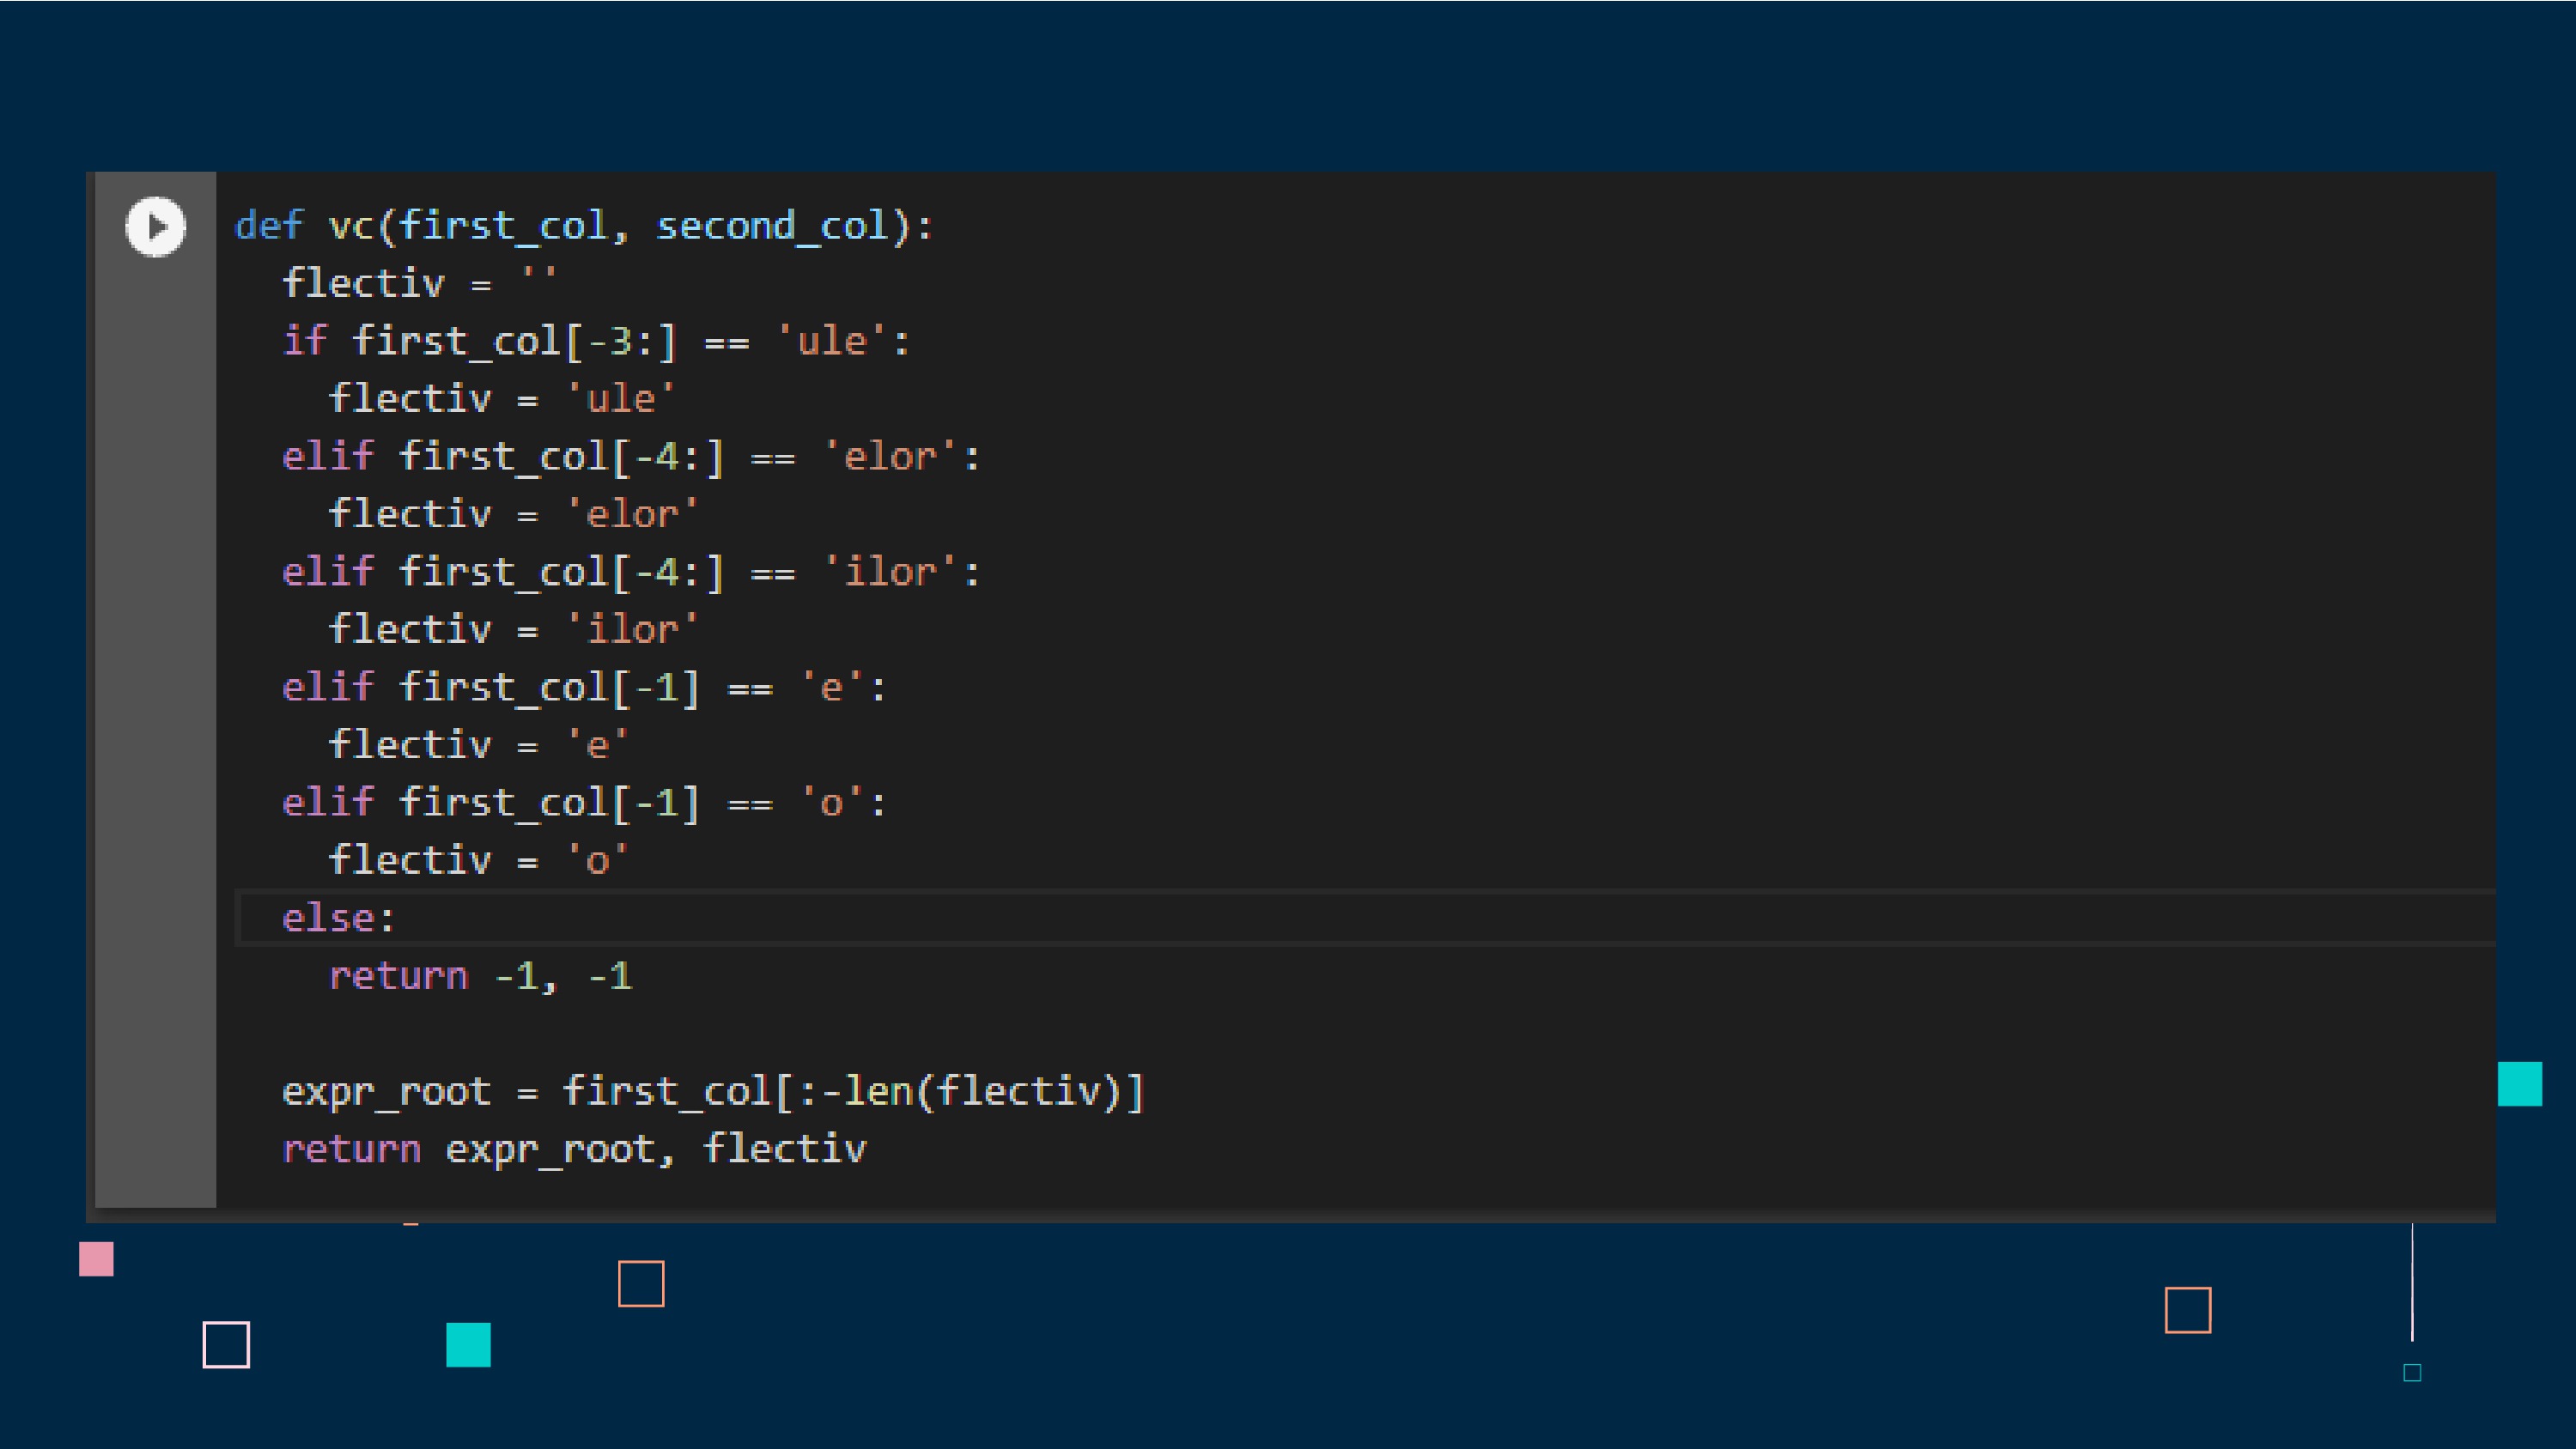 def vc(first_col, second_col):
  flectiv = ''
  if first_col[-3:] == 'ule':
    flectiv = 'ule'
  elif first_col[-4:] == 'elor':
    flectiv = 'elor'
  elif first_col[-4:] == 'ilor':
    flectiv = 'ilor'
  elif first_col[-1] == 'e':
    flectiv = 'e'
  elif first_col[-1] == 'o':
    flectiv = 'o'
  else:
    return -1, -1

  expr_root = first_col[:-len(flectiv)]
  return expr_root, flectiv